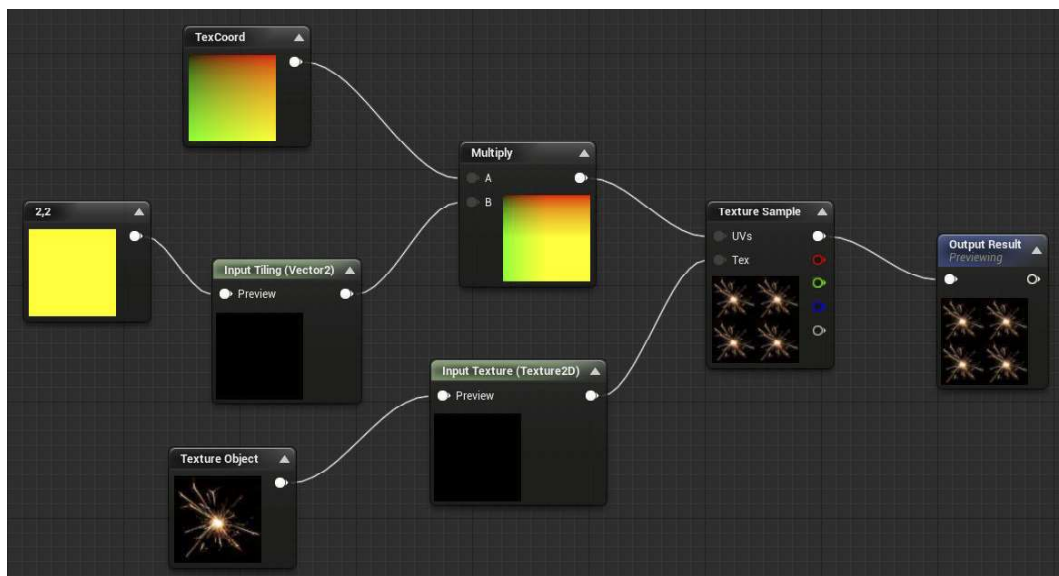 TexCoord
2,2
Input Tiling (Vector2)
Preview
Multiply
A
B
Texture Object
Input Texture (Texture2D)
Preview
Texture Sample
UVs
Tex
Output Result
Previewing